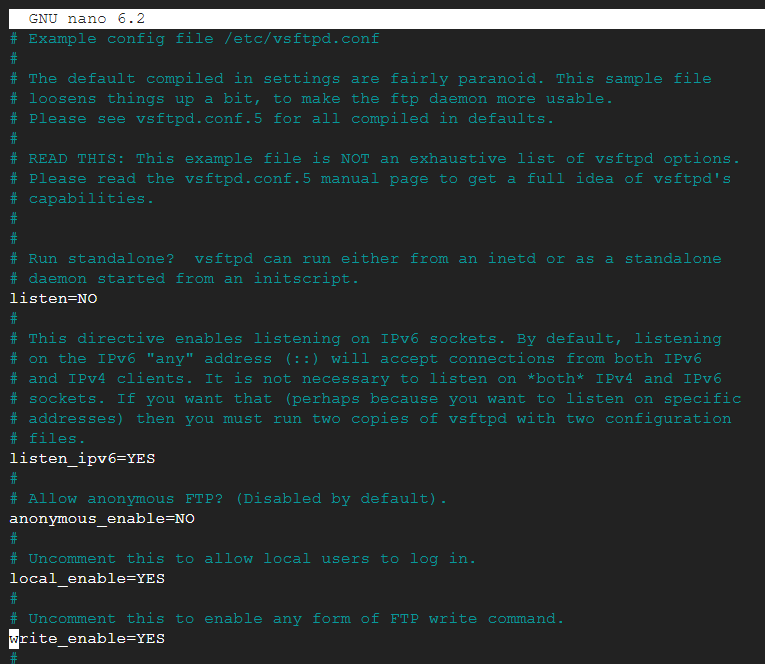 GNU nano 6.2
# Example config file /etc/vsftpd.conf
#
# The default compiled in settings are fairly paranoid. This sample file
# loosens things up a bit, to make the ftp daemon more usable.
# Please see vsftpd.conf.5 for all compiled in defaults.
#
# READ THIS: This example file is NOT an exhaustive list of vsftpd options.
# Please read the vsftpd.conf.5 manual page to get a full idea of vsftpd's
# capabilities.
#
#
# Run standalone?  vsftpd can run either from an inetd or as a standalone
# daemon started from an initscript.
listen=NO
#
# This directive enables listening on IPv6 sockets. By default, listening
# on the IPv6 "any" address (::) will accept connections from both IPv6
# and IPv4 clients. It is not necessary to listen on *both* IPv4 and IPv6
# sockets. If you want that (perhaps because you want to listen on specific
# addresses) then you must run two copies of vsftpd with two configuration
# files.
listen_ipv6=YES
#
# Allow anonymous FTP? (Disabled by default).
anonymous_enable=NO
#
# Uncomment this to allow local users to log in.
local_enable=YES
#
# Uncomment this to enable any form of FTP write command.
write_enable=YES
#